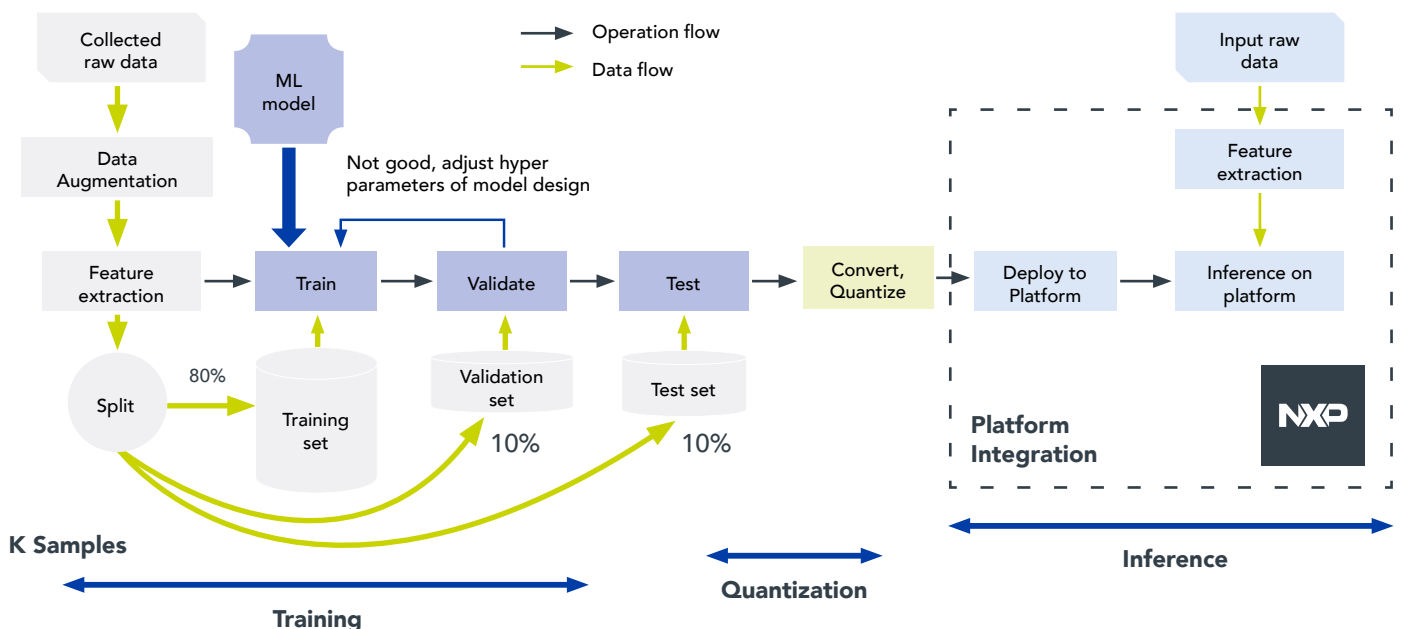 Collected
raw data
ML
model
Operation flow
Data flow
Input raw
data
Data
Augmentation
Not good, adjust hyper
parameters of model design
Feature
extraction
Feature
extraction
Train
Validate
Test
Convert,
Quantize
Deploy to
Platform
Inference on
platform
Split
80%
Training
set
Validation
set
10%
Test set
10%
Platform
Integration
NXP
K Samples
Training
Quantization
Inference